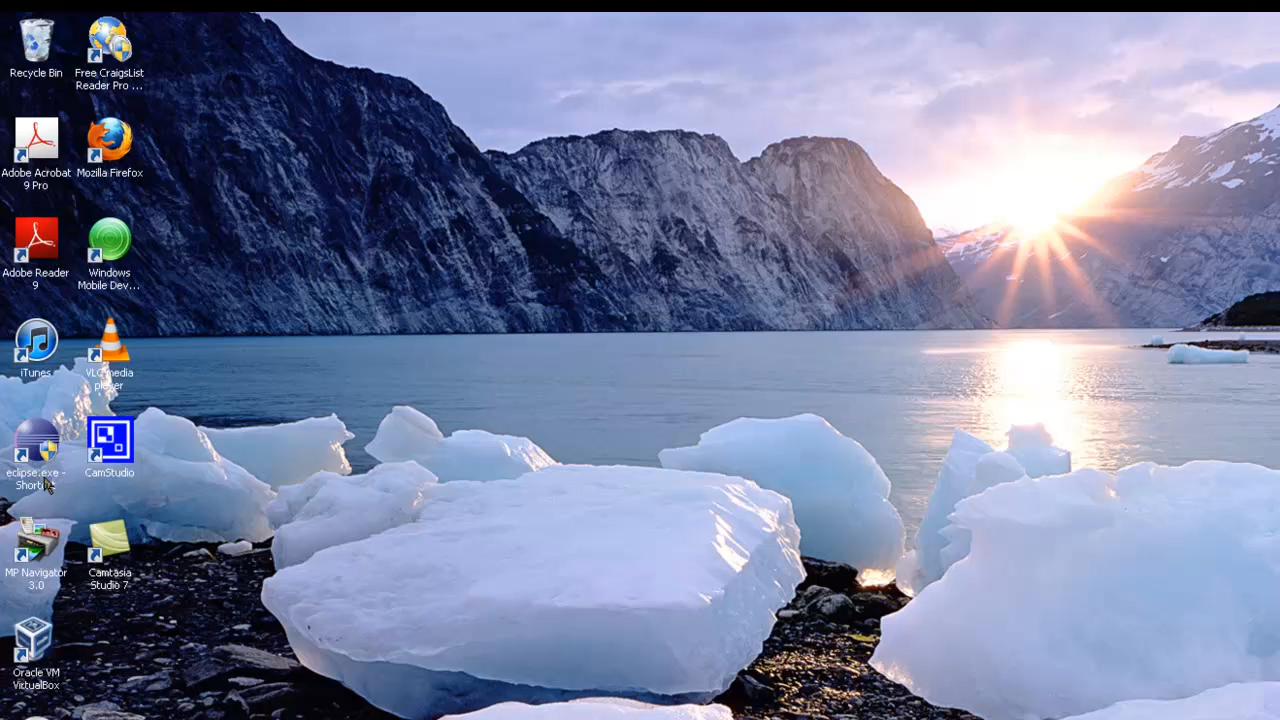 Recycle Bin
Free CraigsList
Reader Pro ...
Adobe Acrobat
9 Pro
Mozilla Firefox
Adobe Reader
9
Windows
Mobile Dev...
iTunes
VLC media
player
eclipse.exe -
CamStudio
MP Navigator
3.0
Camtasia
Studio 7
Oracle VM
VirtualBox